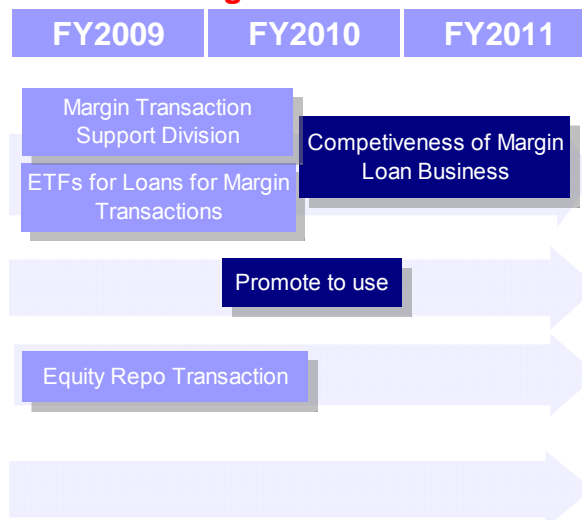 FY2009 FY2010 FY2011
Margin Transaction
Support Division
Competiveness of Margin
Loan Business
ETFs for Loans for Margin
Transactions
Promote to use
Equity Repo Transaction